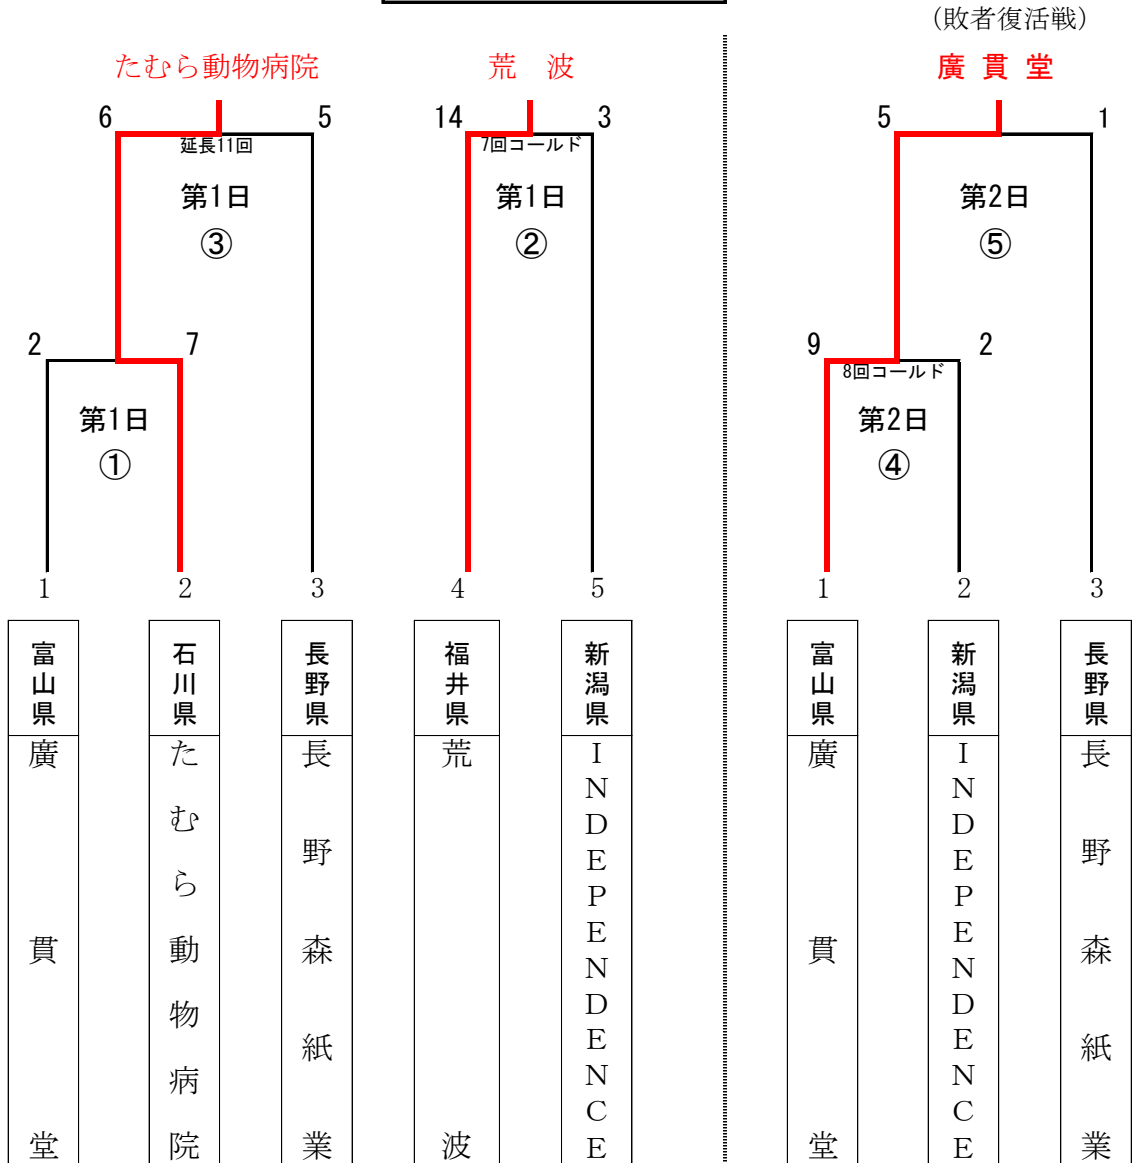 (敗者復活戦)
たむら動物病院
荒 波
廣 貫 堂
6 5
延長11回
第1日
③
14 3
7回コールド
第1日
②
5 1
第2日
⑤
2 7
第1日
①
9 2
8回コールド
第2日
④
1 2 3 4 5
1 2 3
富山県
廣貫堂
石川県
たむら動物病院
長野県
長野森紙業
福井県
荒波
新潟県
INDEPENDENCE
富山県
廣貫堂
新潟県
INDEPENDENCE
長野県
長野森紙業